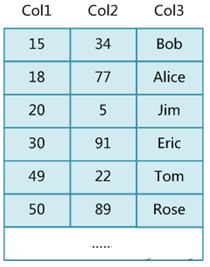 Col1 Col2 Col3
15 34 Bob
18 77 Alice
20 5 Jim
30 91 Eric
49 22 Tom
50 89 Rose
......